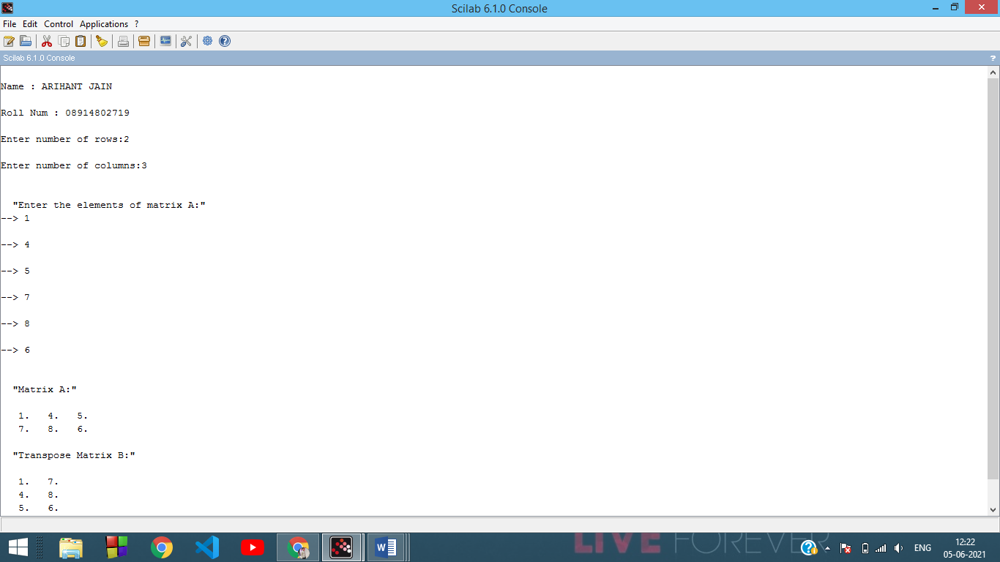 Scilab 6.1.0 Console
File Edit Control Applications ?
Scilab 6.1.0 Console ?
Name : ARIHANT JAIN
Roll Num : 08914802719
Enter number of rows:2
Enter number of columns:3
"Enter the elements of matrix A:"
--> 1
--> 4
--> 5
--> 7
--> 8
--> 6
"Matrix A:"
1. 4. 5.
7. 8. 6.
"Transpose Matrix B:"
1. 7.
4. 8.
5. 6.
LIVE FOREVER
ENG
12:22
05-06-2021